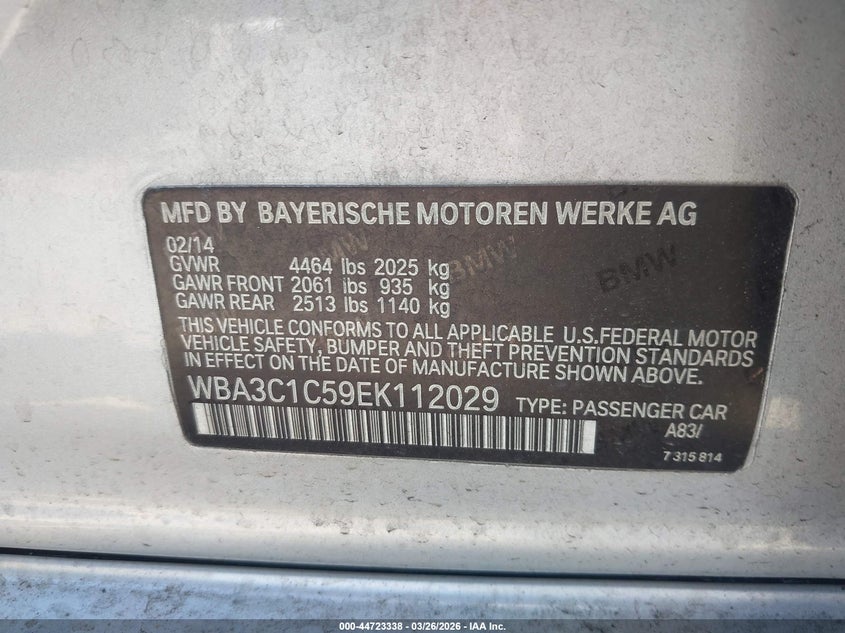 MFD BY BAYERISCHE MOTOREN WERKE AG
02/14
GVWR 4464 lbs 2025 kg
GAWR FRONT 2061 lbs 935 kg
GAWR REAR 2513 lbs 1140 kg
THIS VEHICLE CONFORMS TO ALL APPLICABLE U.S.FEDERAL MOTOR
VEHICLE SAFETY, BUMPER AND THEFT PREVENTION STANDARDS
IN EFFECT ON THE DATE OF MANUFACTURE SHOWN ABOVE.
WBA3C1C59EK112029 TYPE: PASSENGER CAR
A83/
7 315 814
BMW
BMW
BMW
000-44723338 - 03/26/2026 - IAA Inc.